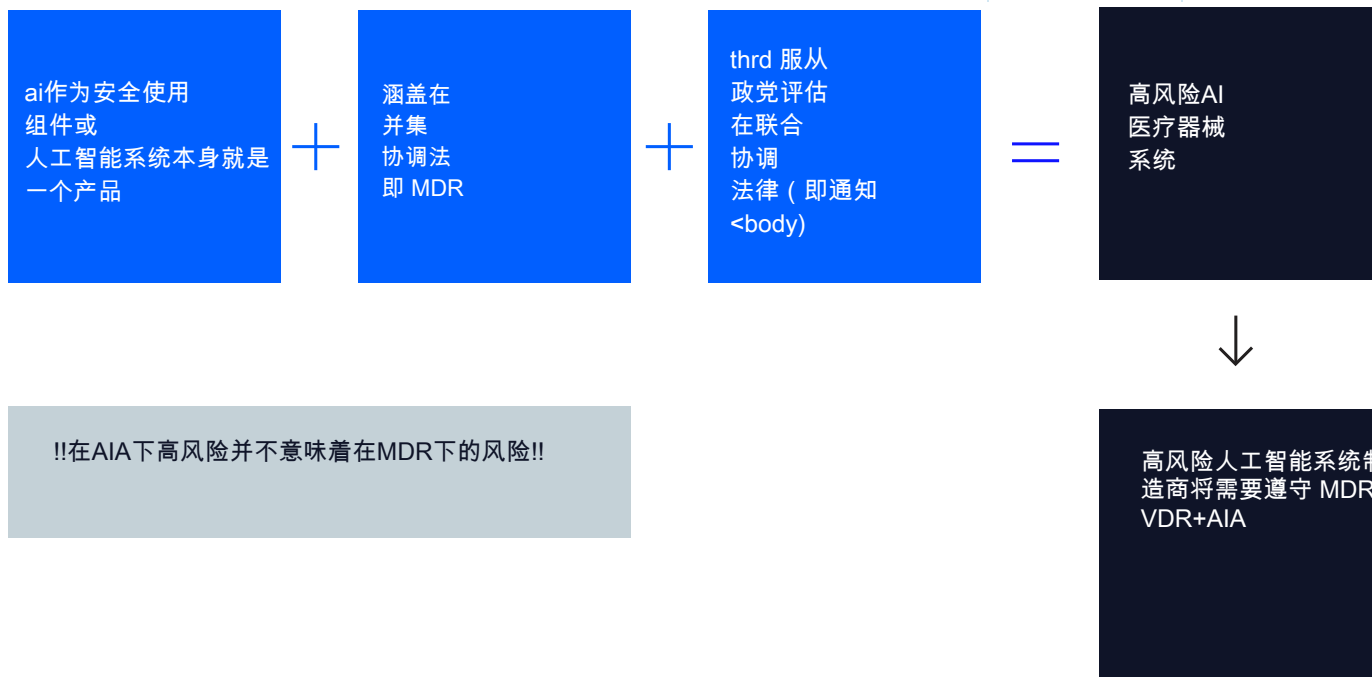 ai作为安全使用
组件或
人工智能系统本身就是
一个产品
涵盖在
并集
协调法
即 MDR
thrd 服从
政党评估
在联合
协调
法律（即通知
<body)
高风险AI
医疗器械
系统
!!在AIA下高风险并不意味着在MDR下的风险!!
高风险人工智能系统制
造商将需要遵守 MDR
VDR+AIA